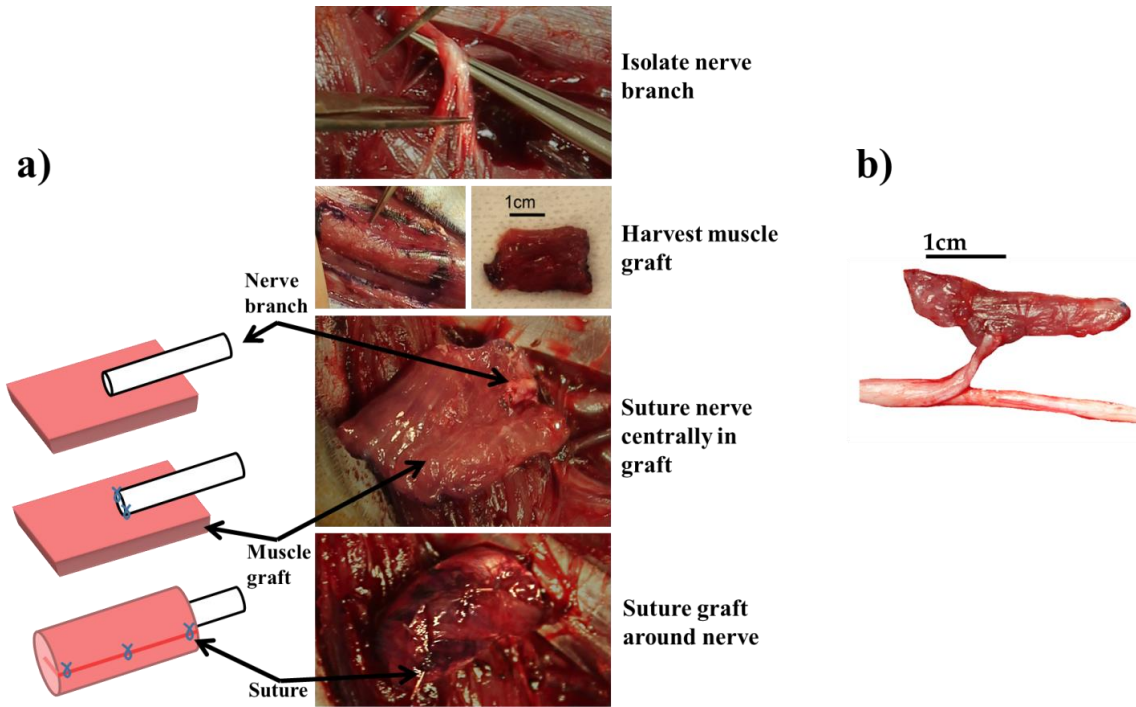 a)
Nerve
branch
Muscle
graft
Suture
1cm
Isolate nerve
branch
Harvest muscle
graft
Suture nerve
centrally in
graft
Suture graft
around nerve
b)
1cm